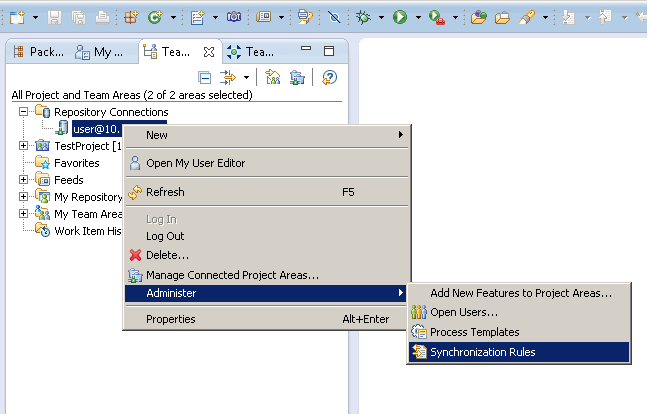 Pack...
My ...
Tea...
Tea...
All Project and Team Areas (2 of 2 areas selected)
Repository Connections
user@10.
TestProject [1
Favorites
Feeds
My Repository
My Team Area
Work Item His
New
Open My User Editor
Refresh F5
Log In
Log Out
Delete...
Manage Connected Project Areas...
Administer
Properties Alt+Enter
Add New Features to Project Areas...
Open Users...
Process Templates
Synchronization Rules